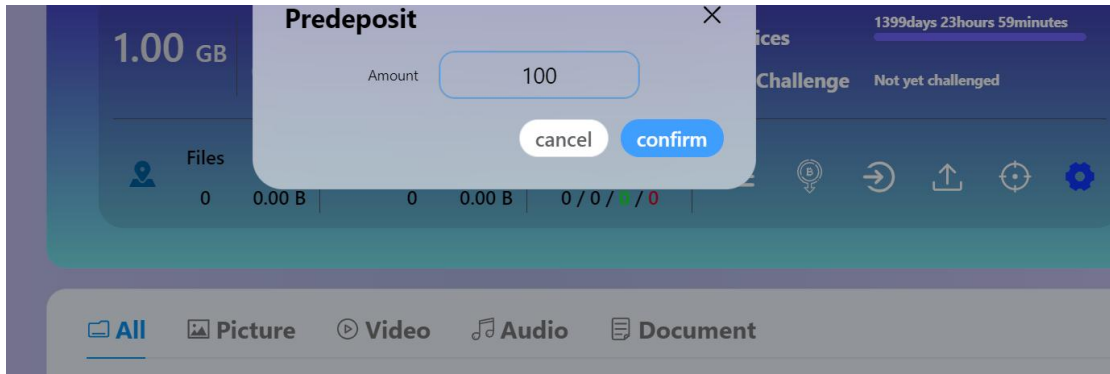 Predeposit
1399days 23hours 59minutes
1.00 GB
ices
Amount 100
Challenge Not yet challenged
cancel confirm
Files
0 0.00 B 0 0.00 B 0 / 0 / 0 / 0
All Picture Video Audio Document